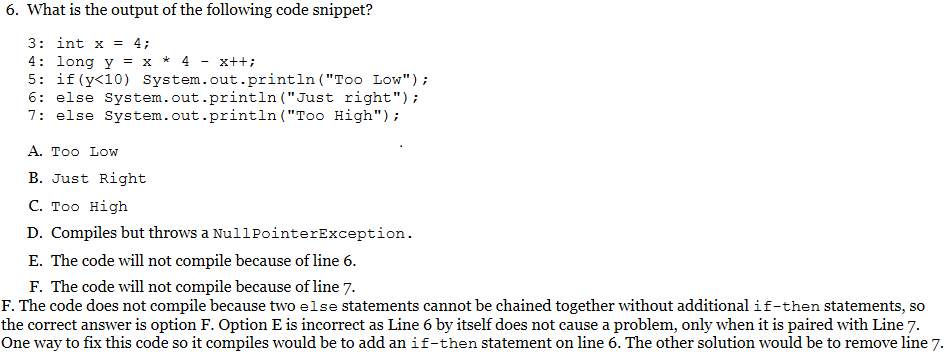 6. What is the output of the following code snippet?
3: int x = 4;
4: long y = x * 4 - x++;
5: if(y<10) System.out.println("Too Low");
6: else System.out.println("Just right");
7: else System.out.println("Too High");
A. Too Low
B. Just Right
C. Too High
D. Compiles but throws a NullPointerException.
E. The code will not compile because of line 6.
F. The code will not compile because of line 7.
F. The code does not compile because two else statements cannot be chained together without additional if-then statements, so
the correct answer is option F. Option E is incorrect as Line 6 by itself does not cause a problem, only when it is paired with Line 7.
One way to fix this code so it compiles would be to add an if-then statement on line 6. The other solution would be to remove line 7.